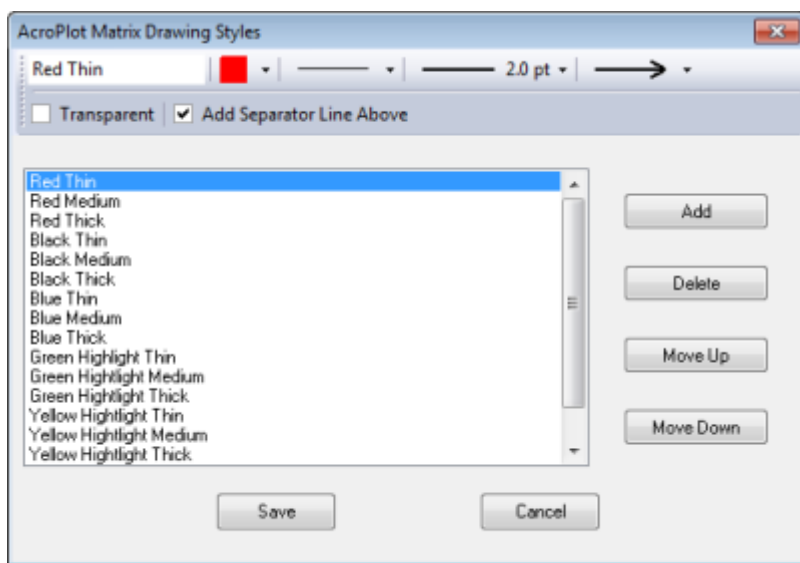 AcroPlot Matrix Drawing Styles
Red Thin
2.0 pt
Transparent
Add Separator Line Above
Red Thin
Red Medium
Red Thick
Black Thin
Black Medium
Black Thick
Blue Thin
Blue Medium
Blue Thick
Green Highlight Thin
Green Hightlight Medium
Green Hightlight Thick
Yellow Hightlight Thin
Yellow Hightlight Medium
Yellow Hightlight Thick
Add
Delete
Move Up
Move Down
Save
Cancel